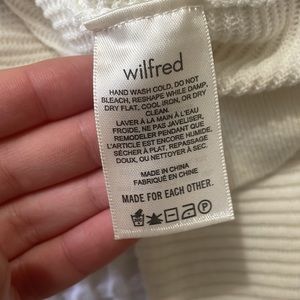 wilfred
HAND WASH COLD, DO NOT
BLEACH, RESHAPE WHILE DAMP,
DRY FLAT, COOL IRON, OR DRY
CLEAN.
LAVER À LA MAIN À L'EAU
FROIDE, NE PAS JAVELISER,
REMODELER PENDANT QUE
L'ARTICLE EST ENCORE HUMIDE,
SÉCHER À PLAT, REPASSAGE
DOUX, OU NETTOYER À SEC.
MADE IN CHINA
FABRIQUÉ EN CHINE
MADE FOR EACH OTHER.
P